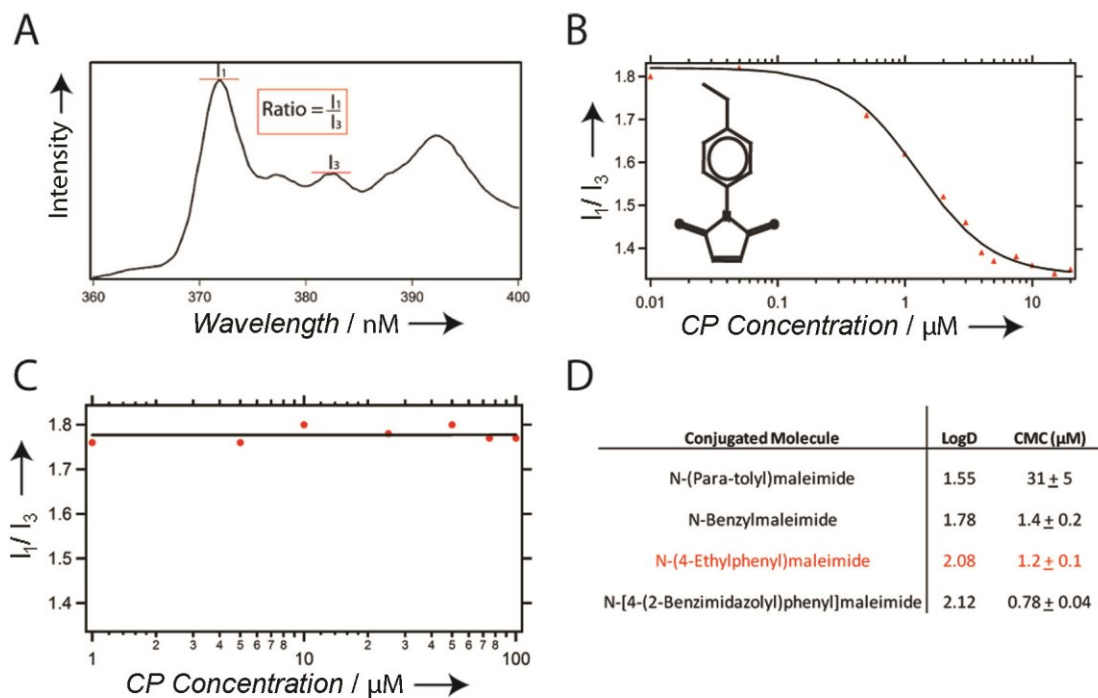 A
Intensity
I₁
Ratio = I₁/I₃
I₃
360
370
380
390
400
Wavelength / nM
B
I₁/ I₃
1.8
1.7
1.6
1.5
1.4
0.01
0.1
1
10
CP Concentration / µM
C
I₁/ I₃
1.8
1.7
1.6
1.5
1.4
1 2 3 4 5 6 7 8 10 2 3 4 5 6 7 8 100
CP Concentration / µM
D
Conjugated Molecule LogD CMC (µM)
N-(Para-tolyl)maleimide 1.55 31 ± 5
N-Benzylmaleimide 1.78 1.4 ± 0.2
N-(4-Ethylphenyl)maleimide 2.08 1.2 ± 0.1
N-[4-(2-Benzimidazolyl)phenyl]maleimide 2.12 0.78 ± 0.04